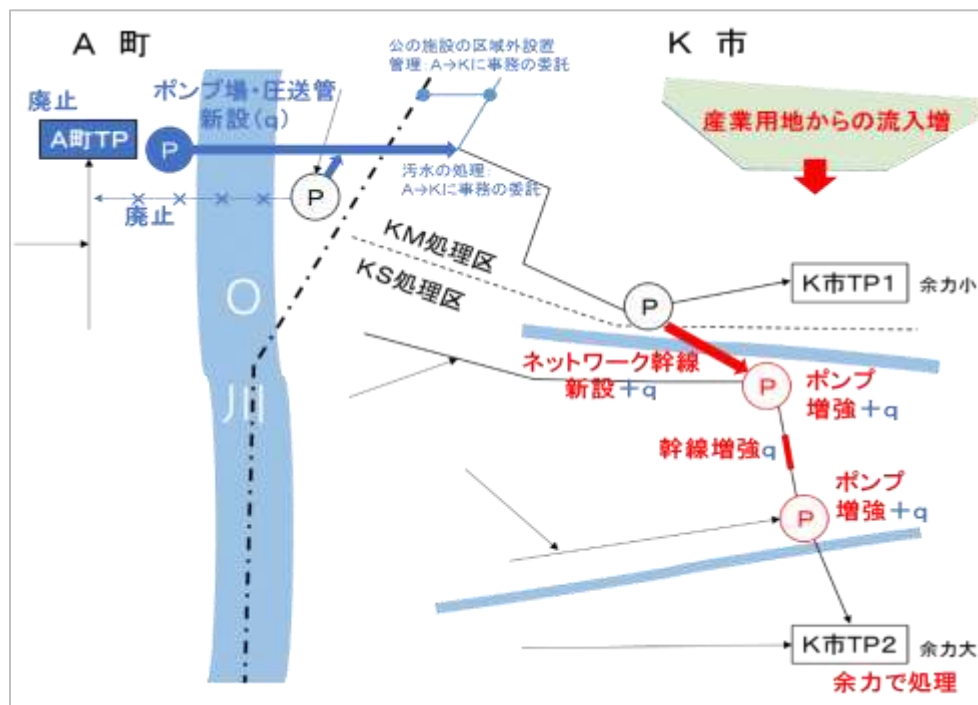 A 町
K 市
公の施設の区域外設置
管理:A→Kに事務の委託
廃止
ポンプ場・圧送管
新設(q)
A町TP
P
産業用地からの流入増
汚水の処理:
A→Kに事務の委託
P
廃止
KM処理区
KS処理区
O
川
P
K市TP1
余力小
ネットワーク幹線
新設+q
P
ポンプ
増強+q
幹線増強q
ポンプ
増強+q
P
K市TP2
余力大
余力で処理